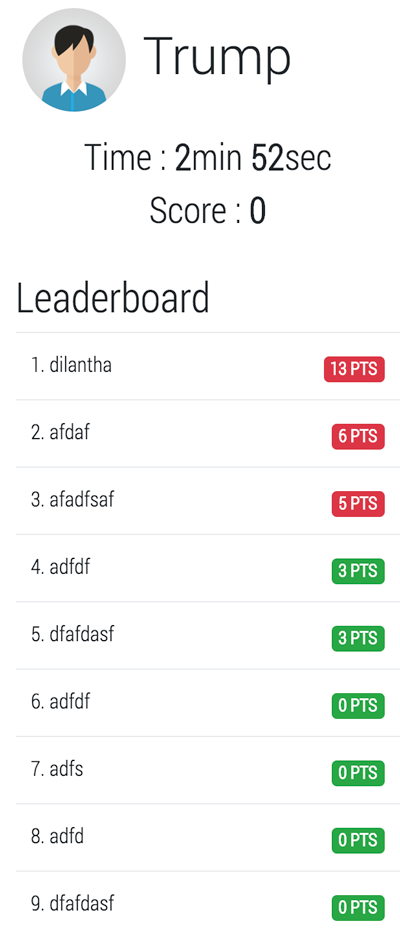 Trump
Time : 2min 52sec
Score : 0
Leaderboard
1. dilantha 13 PTS
2. afdaf 6 PTS
3. afadfsaf 5 PTS
4. adfdf 3 PTS
5. dfafdasf 3 PTS
6. adfdf 0 PTS
7. adfs 0 PTS
8. adfd 0 PTS
9. dfafdasf 0 PTS